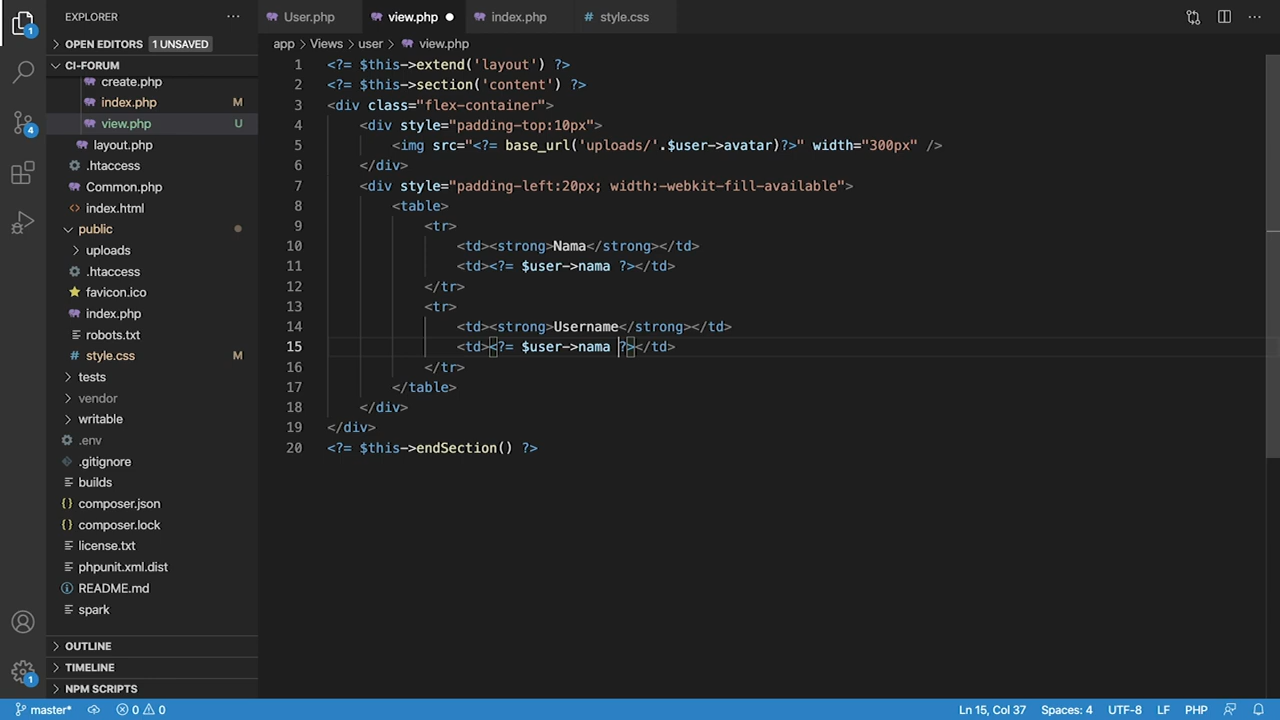 EXPLORER
User.php
view.php
index.php
style.css
OPEN EDITORS 1 UNSAVED
app > Views > user > view.php
CI-FORUM
create.php
index.php M
view.php U
layout.php
.htaccess
Common.php
index.html
public
uploads
.htaccess
favicon.ico
index.php
robots.txt
style.css M
tests
vendor
writable
.env
.gitignore
builds
composer.json
composer.lock
license.txt
phpunit.xml.dist
README.md
spark
OUTLINE
TIMELINE
NPM SCRIPTS
1
4
1
1 <?= $this->extend('layout') ?>
2 <?= $this->section('content') ?>
3 <div class="flex-container">
4 <div style="padding-top:10px">
5 <img src="<?= base_url('uploads/'.$user->avatar)?>" width="300px" />
6 </div>
7 <div style="padding-left:20px; width:-webkit-fill-available">
8 <table>
9 <tr>
10 <td><strong>Nama</strong></td>
11 <td><?= $user->nama ?></td>
12 </tr>
13 <tr>
14 <td><strong>Username</strong></td>
15 <td><?= $user->nama ?></td>
16 </tr>
17 </table>
18 </div>
19 </div>
20 <?= $this->endSection() ?>
master* 0 0
Ln 15, Col 37 Spaces: 4 UTF-8 LF PHP